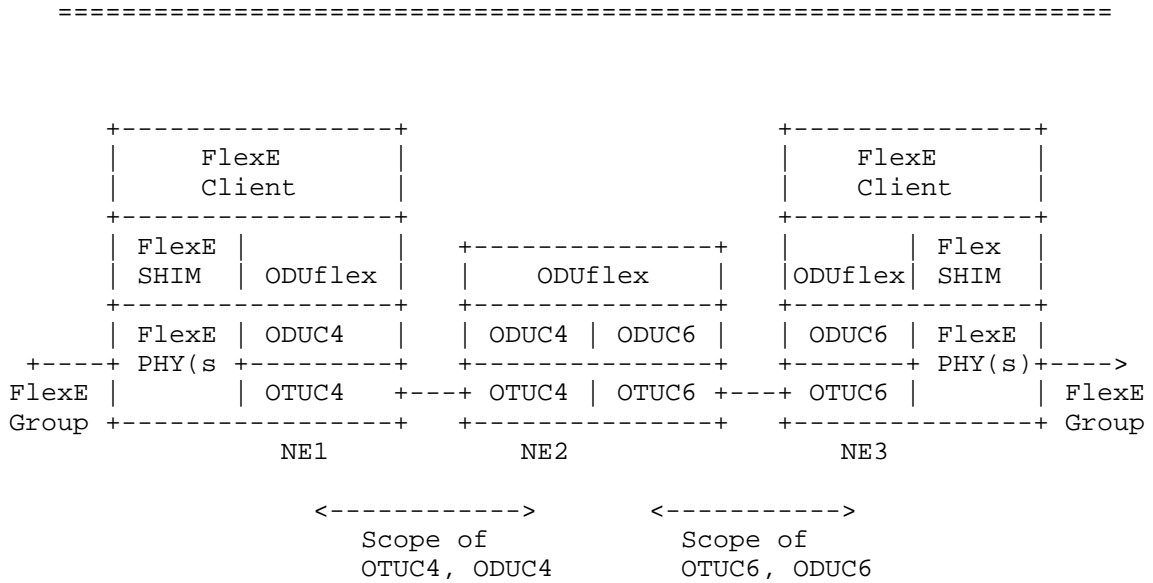 ===================================================================
+-----------------+ +---------------+
| FlexE | | FlexE |
| Client | | Client |
+-----------------+ +---------------+
| FlexE | | +---------------+ | | Flex |
| SHIM | ODUflex | | ODUflex | |ODUflex| SHIM |
+-----------------+ +---------------+ +---------------+
| FlexE | ODUC4 | | ODUC4 | ODUC6 | | ODUC6 | FlexE |
+----+ PHY(s +---------+ +---------------+ +-------+ PHY(s)+---->
FlexE | | OTUC4 +---+ OTUC4 | OTUC6 +---+ OTUC6 | | FlexE
Group +-----------------+ +---------------+ +---------------+ Group
NE1 NE2 NE3
<------------> <----------->
Scope of Scope of
OTUC4, ODUC4 OTUC6, ODUC6